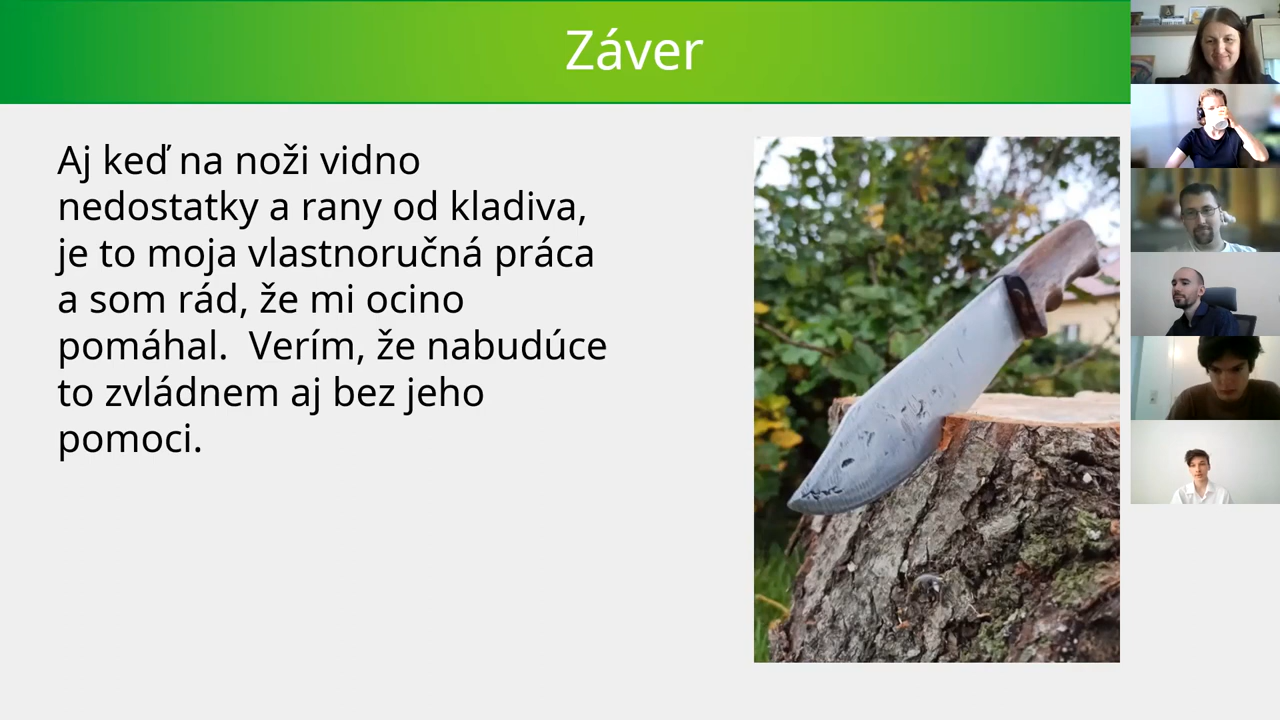 Záver
Aj keď na noži vidno
nedostatky a rany od kladiva,
je to moja vlastnoručná práca
a som rád, že mi ocino
pomáhal.  Verím, že nabudúce
to zvládnem aj bez jeho
pomoci.